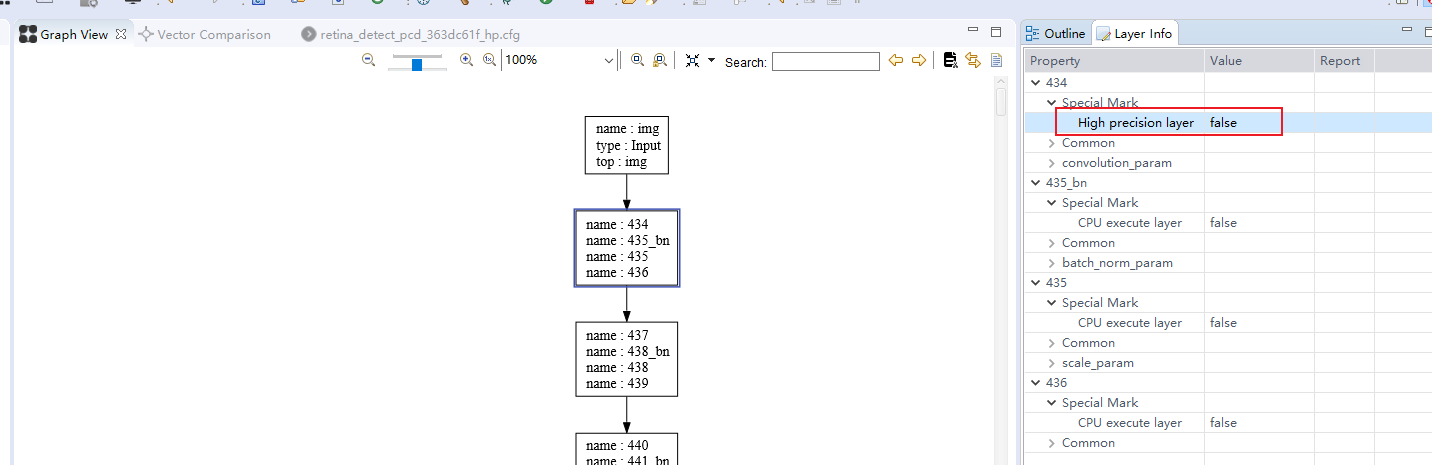 Graph View
Vector Comparison
retina_detect_pcd_363dc61f_hp.cfg
100%
Search:
name : img
type : Input
top : img
name : 434
name : 435_bn
name : 435
name : 436
name : 437
name : 438_bn
name : 438
name : 439
name : 440
name : 441_bn
Outline
Layer Info
Property Value Report
434
Special Mark
High precision layer false
Common
convolution_param
435_bn
Special Mark
CPU execute layer false
Common
batch_norm_param
435
Special Mark
CPU execute layer false
Common
scale_param
436
Special Mark
CPU execute layer false
Common